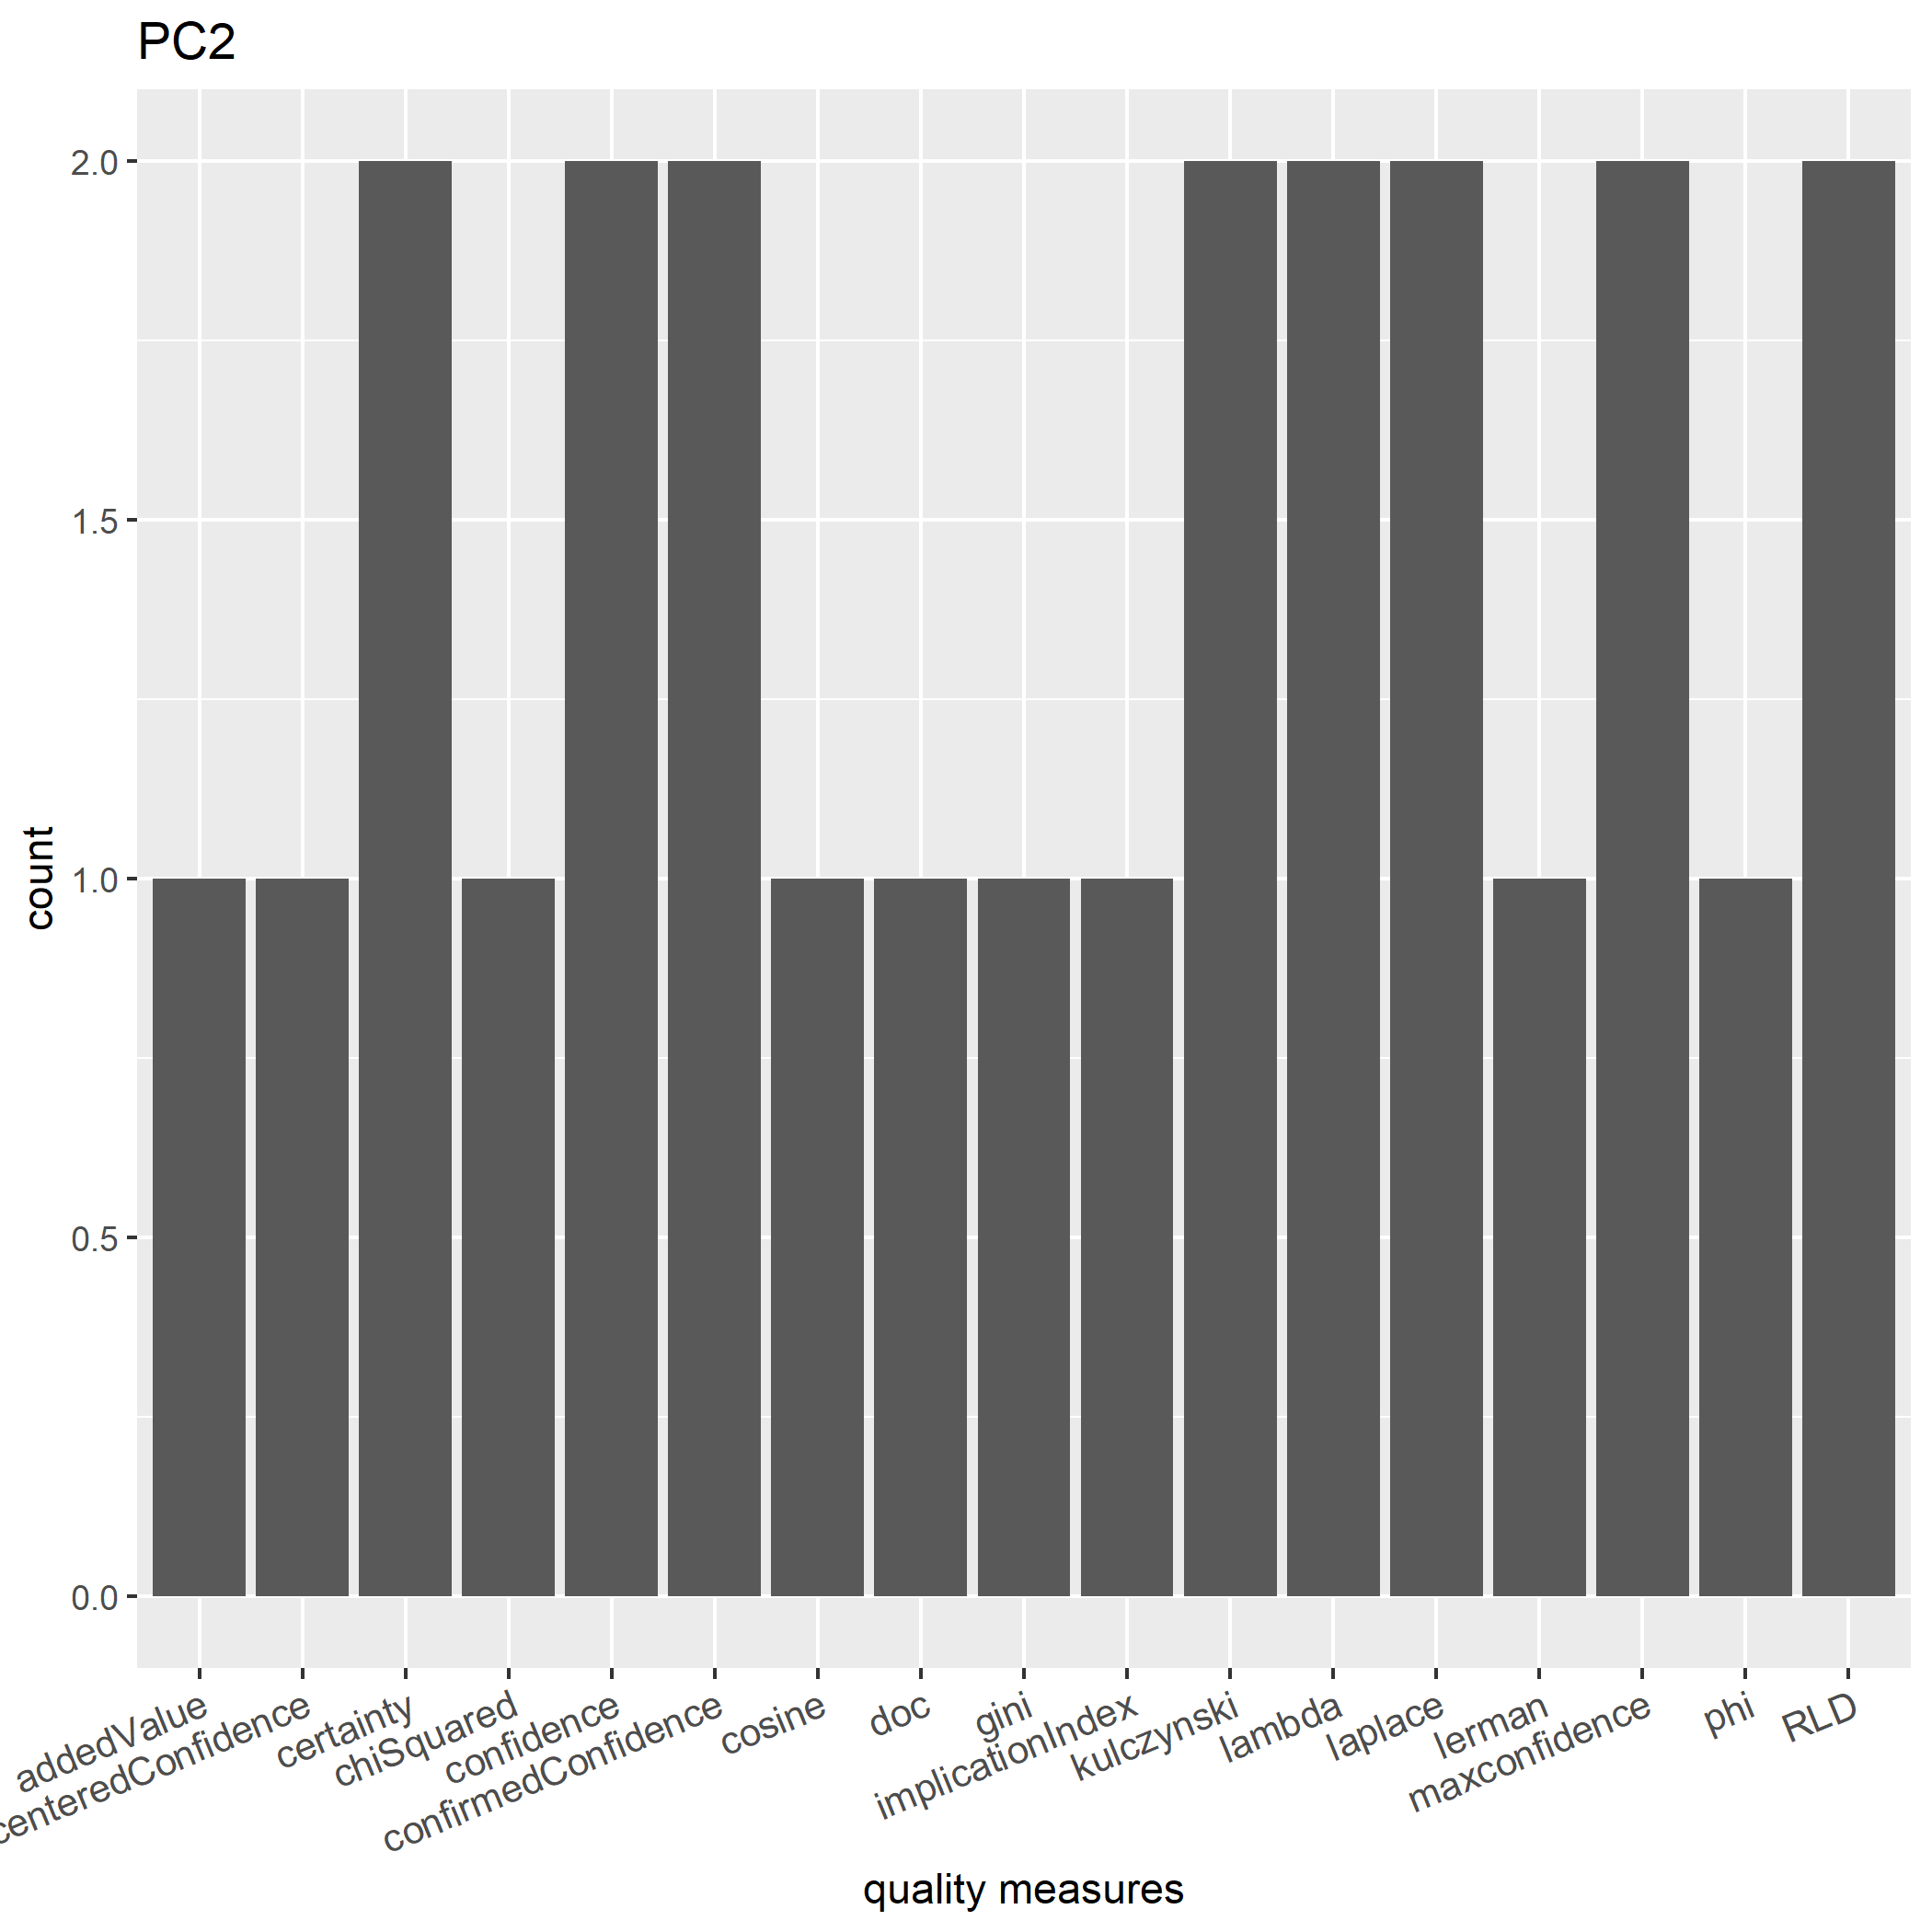 PC2
2.0
1.5
1.0
0.5
0.0
count
addedValue
centeredConfidence
certainty
chiSquared
confidence
confirmedConfidence
cosine
doc
gini
implicationIndex
kulczynski
lambda
laplace
lerman
maxconfidence
phi
RLD
quality measures